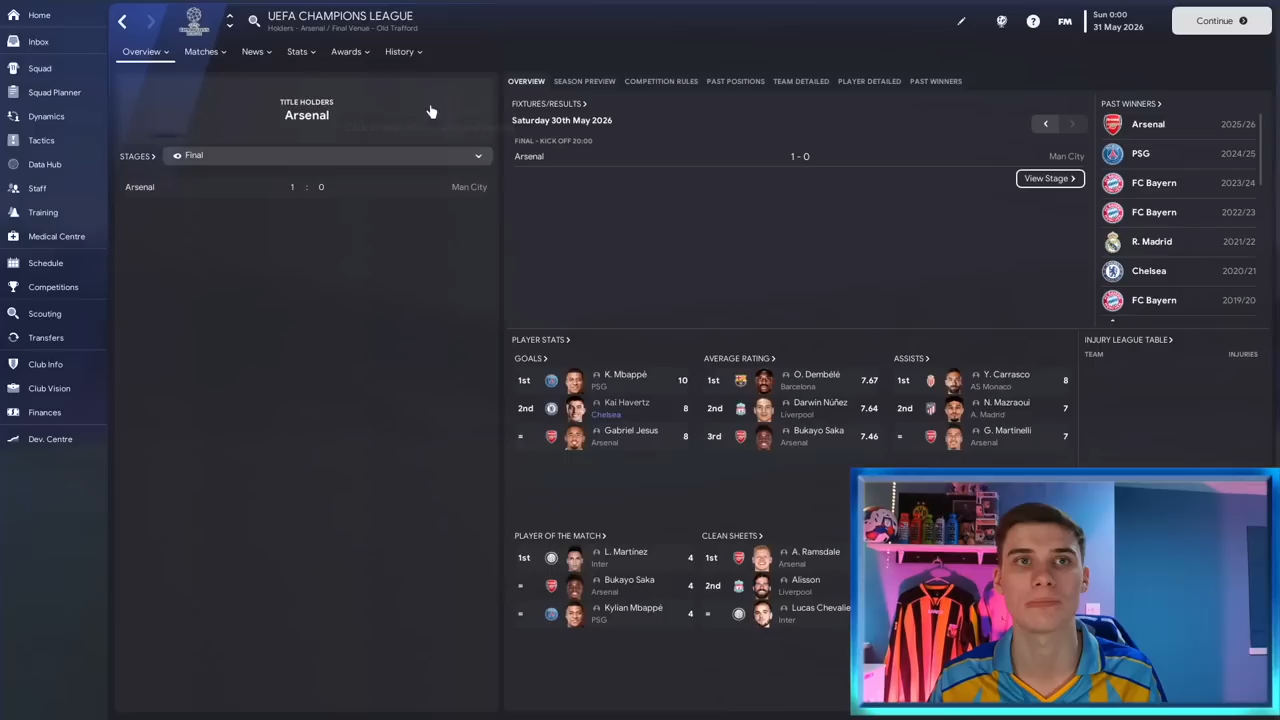 Home
Inbox
Squad
Squad Planner
Dynamics
Tactics
Data Hub
Staff
Training
Medical Centre
Schedule
Competitions
Scouting
Transfers
Club Info
Club Vision
Finances
Dev. Centre
UEFA CHAMPIONS LEAGUE
Holders - Arsenal / Final Venue - Old Trafford
FM
Sun 0:00
31 May 2026
Continue
Overview
Matches
News
Stats
Awards
History
TITLE HOLDERS
Arsenal
STAGES
Final
Arsenal 1 : 0 Man City
OVERVIEW SEASON PREVIEW COMPETITION RULES PAST POSITIONS TEAM DETAILED PLAYER DETAILED PAST WINNERS
FIXTURES/RESULTS
Saturday 30th May 2026
FINAL - KICK OFF 20:00
Arsenal 1 - 0 Man City
View Stage
PAST WINNERS
Arsenal 2025/26
PSG 2024/25
FC Bayern 2023/24
FC Bayern 2022/23
R. Madrid 2021/22
Chelsea 2020/21
FC Bayern 2019/20
PLAYER STATS
GOALS
1st K. Mbappé 10
PSG
2nd Kai Havertz 8
Chelsea
= Gabriel Jesus 8
Arsenal
AVERAGE RATING
1st O. Dembélé 7.67
Barcelona
2nd Darwin Núñez 7.64
Liverpool
3rd Bukayo Saka 7.46
Arsenal
ASSISTS
1st Y. Carrasco 8
AS Monaco
2nd N. Mazraoui 7
A. Madrid
= G. Martinelli 7
Arsenal
INJURY LEAGUE TABLE
TEAM INJURIES
PLAYER OF THE MATCH
1st L. Martínez 4
Inter
= Bukayo Saka 4
Arsenal
= Kylian Mbappé 4
PSG
CLEAN SHEETS
1st A. Ramsdale
Arsenal
2nd Alisson
Liverpool
= Lucas Chevalie
Inter